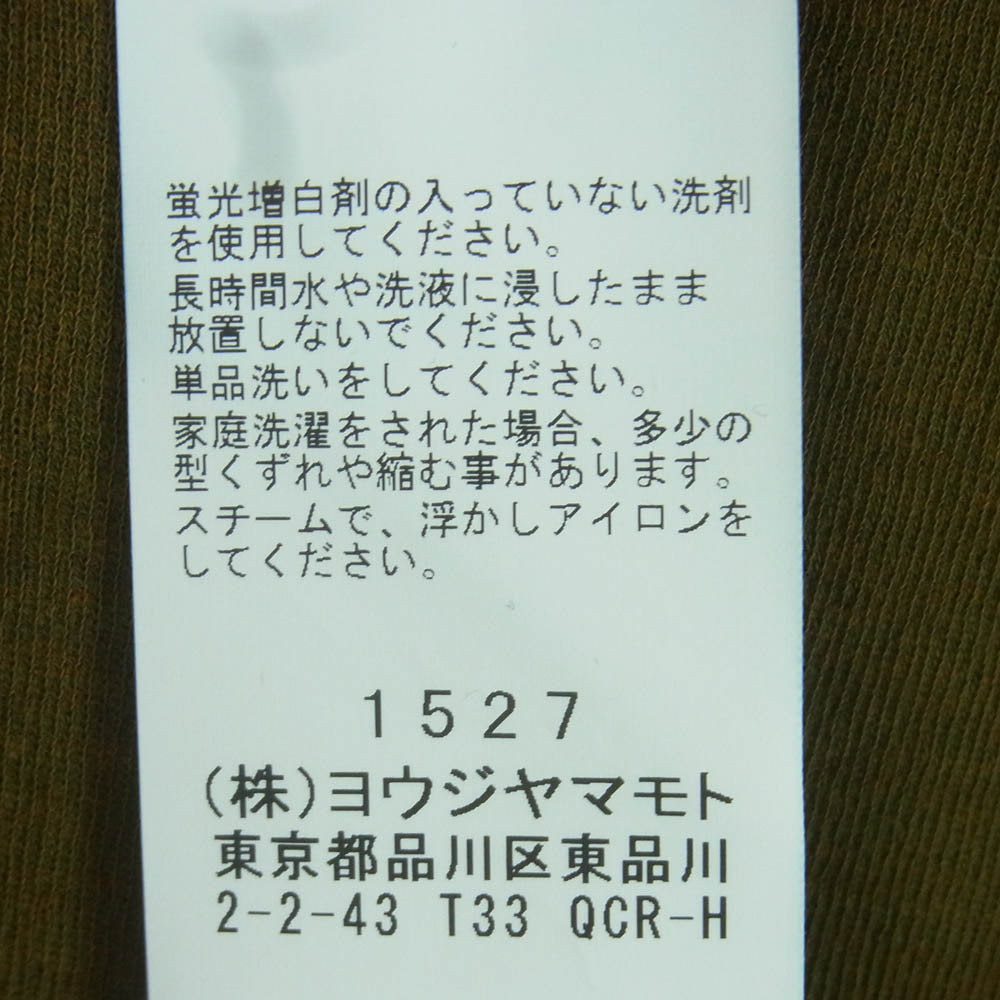 蛍光増白剤の入っていない洗剤
を使用してください。
長時間水や洗液に浸したまま
放置しないでください。
単品洗いをしてください。
家庭洗濯をされた場合、多少の
型くずれや縮む事があります。
スチームで、浮かしアイロンを
してください。
1527
(株)ヨウジヤマモト
東京都品川区東品川
2-2-43 T33 QCR-H